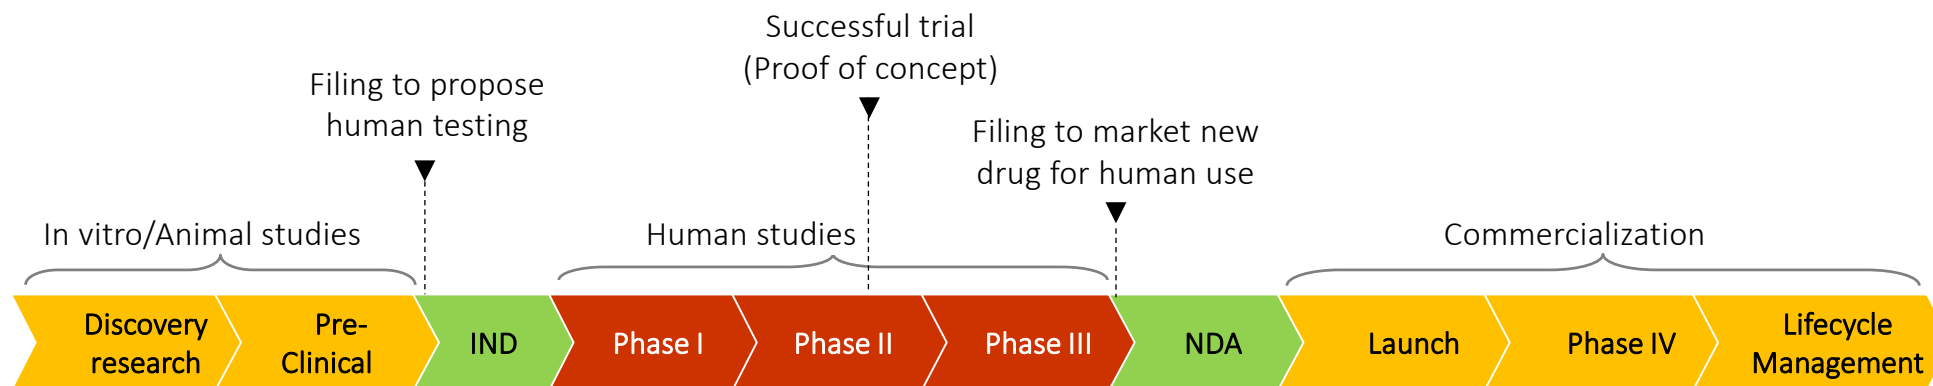 Successful trial
(Proof of concept)
Filing to propose
human testing
Filing to market new
drug for human use
In vitro/Animal studies
Human studies
Commercialization
Discovery
research
Pre-
Clinical
IND
Phase I
Phase II
Phase III
NDA
Launch
Phase IV
Lifecycle
Management